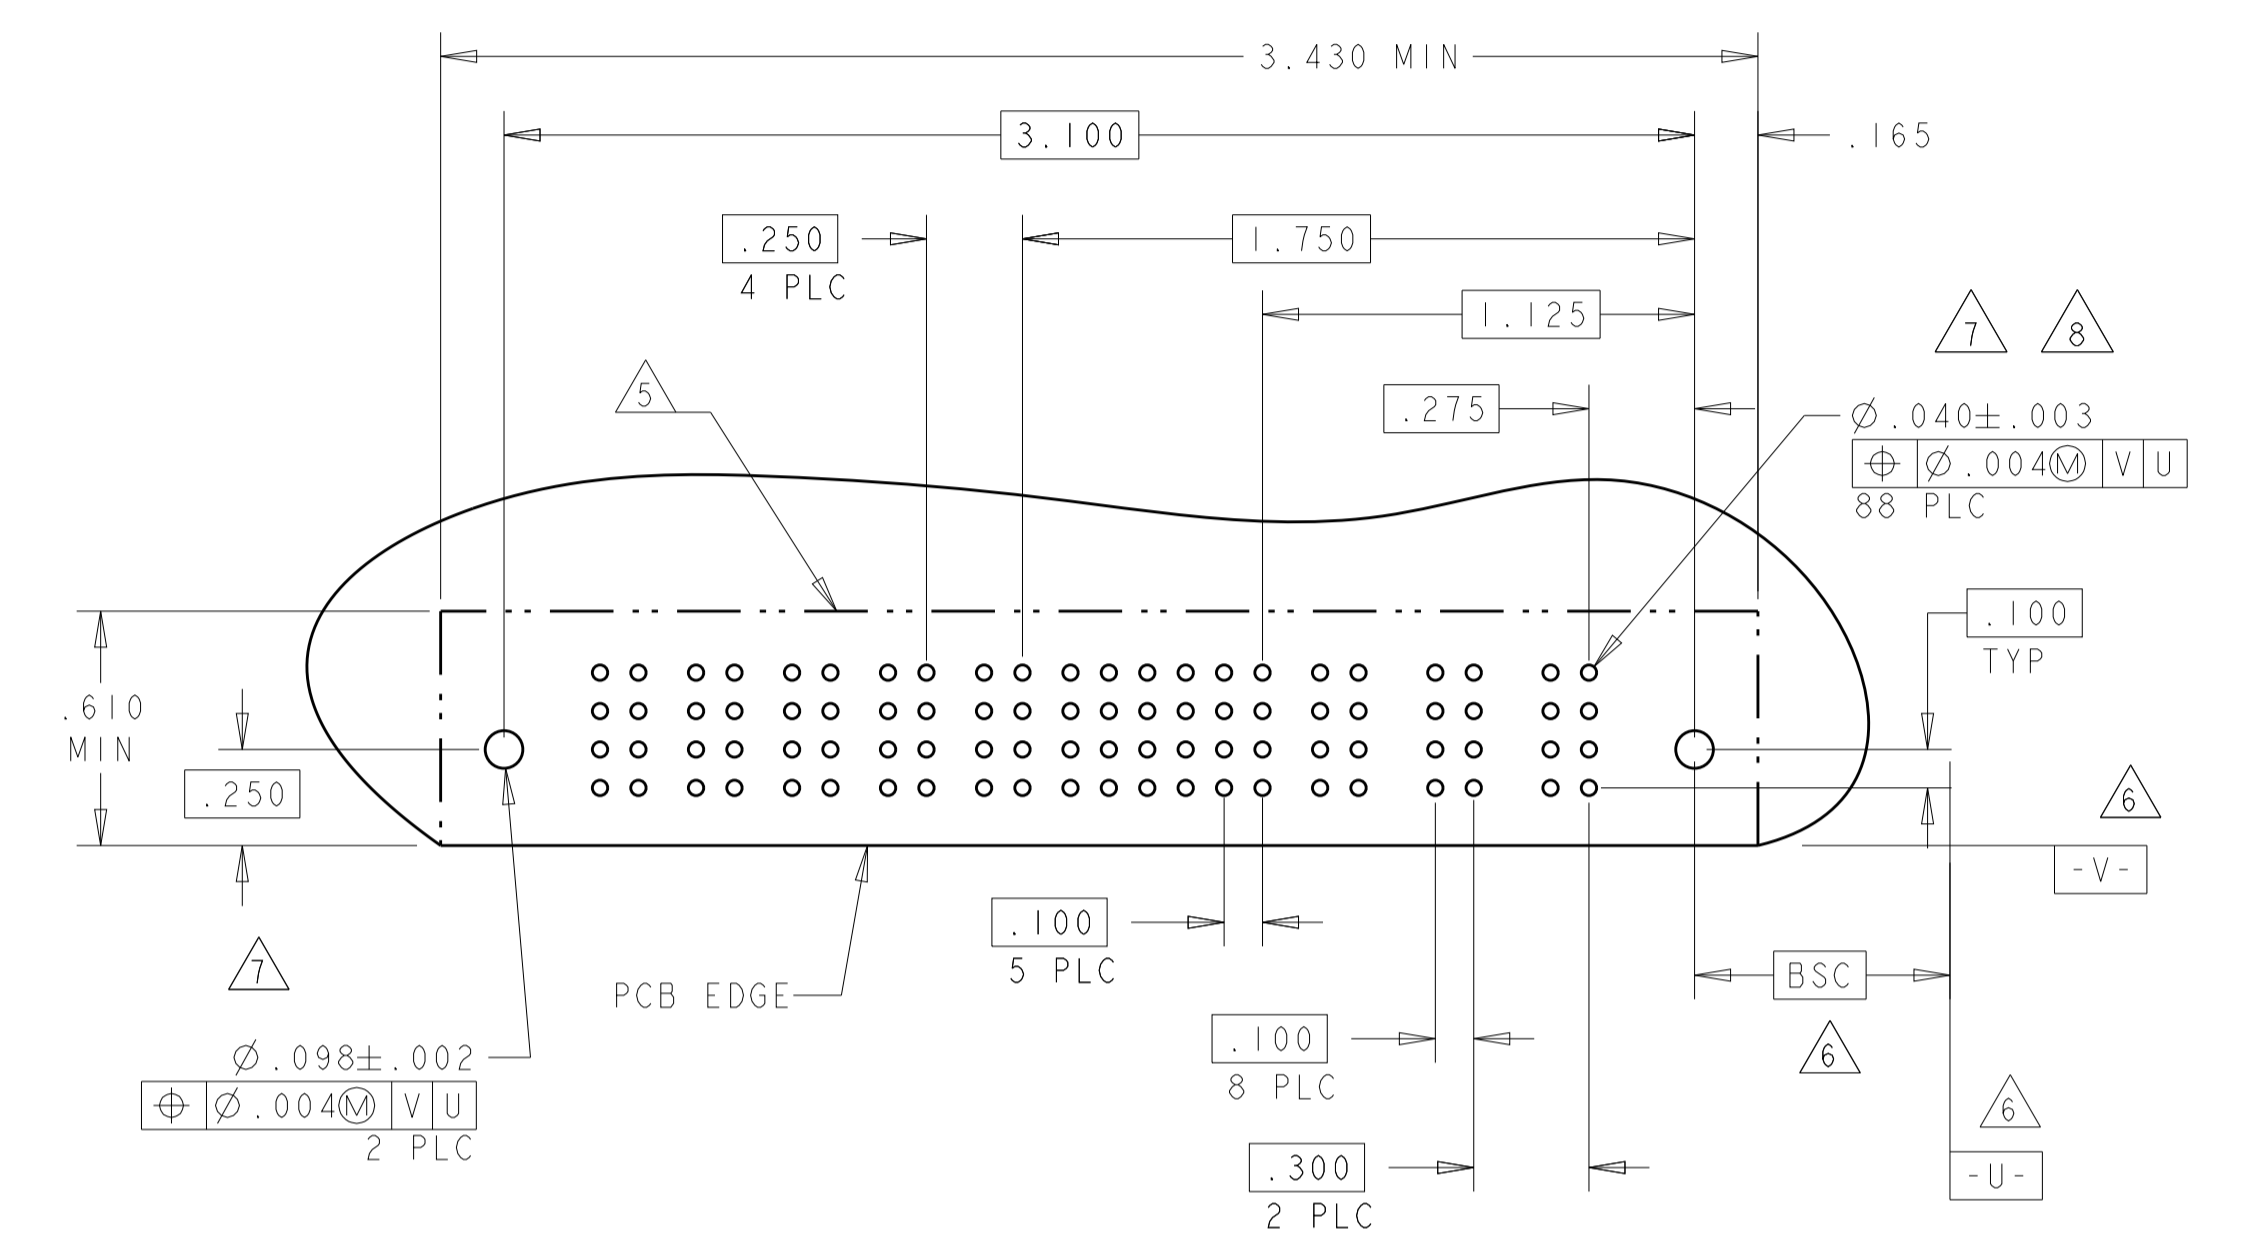 3.430 MIN
3.100
.165
.250
4 PLC
1.750
1.125
7
8
5
.275
Ø.040±.003
⌖ Ø.004Ⓜ V U
88 PLC
.100
TYP
.610
MIN
.250
6
-V-
.100
5 PLC
7
PCB EDGE
BSC
6
.100
8 PLC
Ø.098±.002
⌖ Ø.004Ⓜ V U
2 PLC
6
-U-
.300
2 PLC